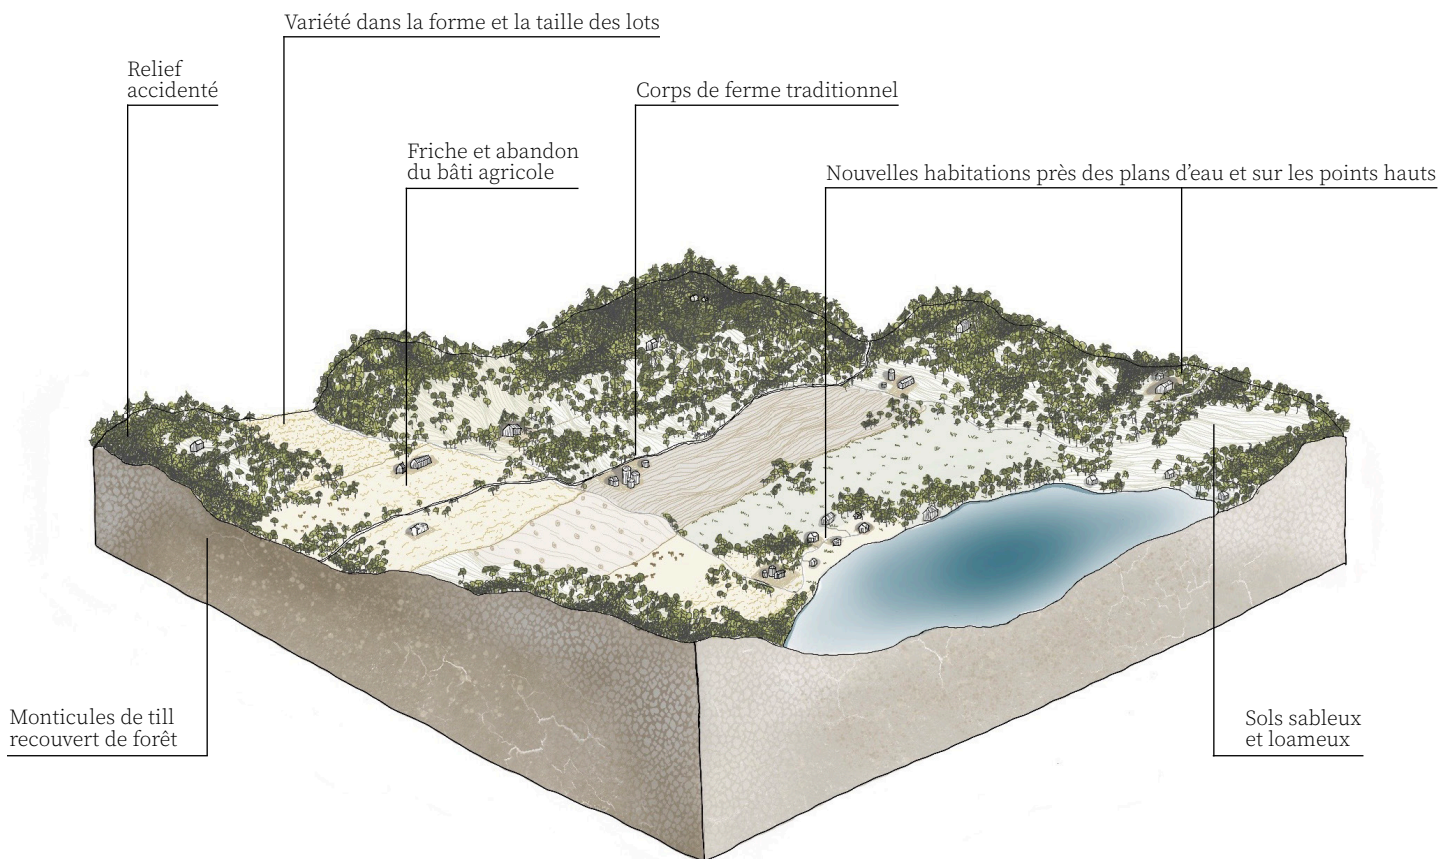 Variété dans la forme et la taille des lots
Relief
accidenté
Corps de ferme traditionnel
Friche et abandon
du bâti agricole
Nouvelles habitations près des plans d’eau et sur les points hauts
Monticules de till
recouvert de forêt
Sols sableux
et loameux